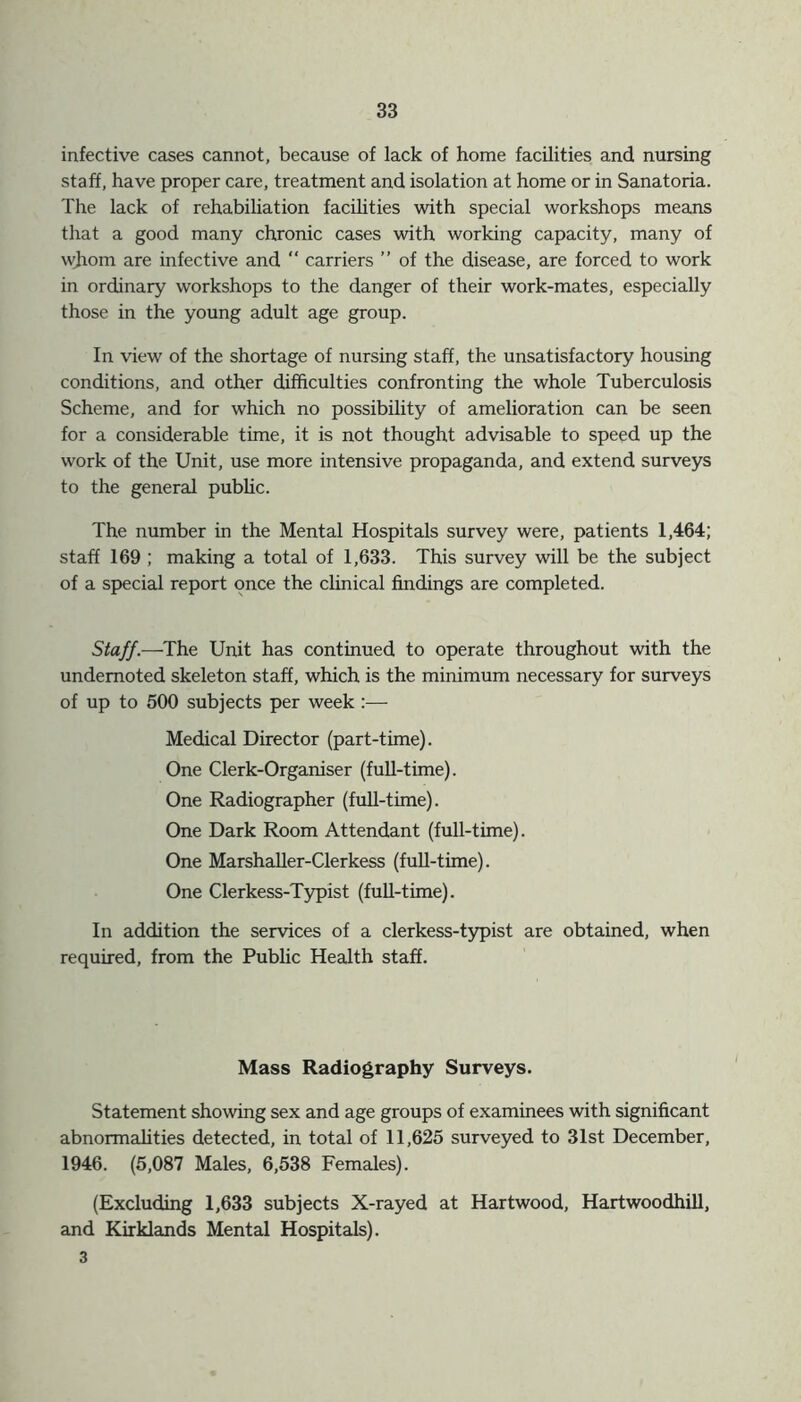 33
infective cases cannot, because of lack of home facilities and nursing
staff, have proper care, treatment and isolation at home or in Sanatoria.
The lack of rehabiliation facilities with special workshops means
that a good many chronic cases with working capacity, many of
whom are infective and " carriers " of the disease, are forced to work
in ordinary workshops to the danger of their work-mates, especially
those in the young adult age group.
In view of the shortage of nursing staff, the unsatisfactory housing
conditions, and other difficulties confronting the whole Tuberculosis
Scheme, and for which no possibility of amelioration can be seen
for a considerable time, it is not thought advisable to speed up the
work of the Unit, use more intensive propaganda, and extend surveys
to the general public.
The number in the Mental Hospitals survey were, patients 1,464;
staff 169 ; making a total of 1,633. This survey will be the subject
of a special report once the clinical findings are completed.
Staff.—The Unit has continued to operate throughout with the
undernoted skeleton staff, which is the minimum necessary for surveys
of up to 500 subjects per week :—
Medical Director (part-time).
One Clerk-Organiser (full-time).
One Radiographer (full-time).
One Dark Room Attendant (full-time).
One Marshaller-Clerkess (full-time).
One Clerkess-Typist (full-time).
In addition the services of a clerkess-typist are obtained, when
required, from the Public Health staff.
Mass Radiography Surveys.
Statement showing sex and age groups of examinees with significant
abnormalities detected, in total of 11,625 surveyed to 31st December,
1946. (5,087 Males, 6,538 Females).
(Excluding 1,633 subjects X-rayed at Hartwood, Hartwoodhill,
and Kirklands Mental Hospitals).
3